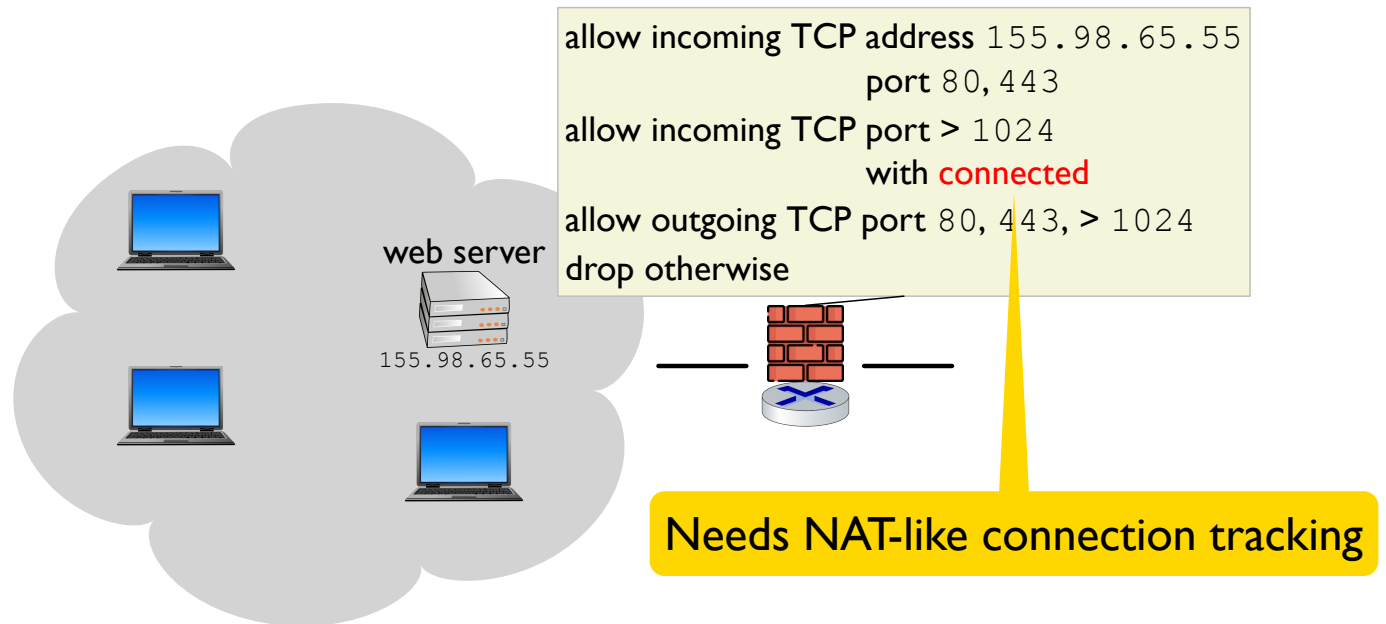 allow incoming TCP address 155.98.65.55
port 80, 443
allow incoming TCP port > 1024
with connected
allow outgoing TCP port 80, 443, > 1024
drop otherwise
web server
155.98.65.55
Needs NAT-like connection tracking